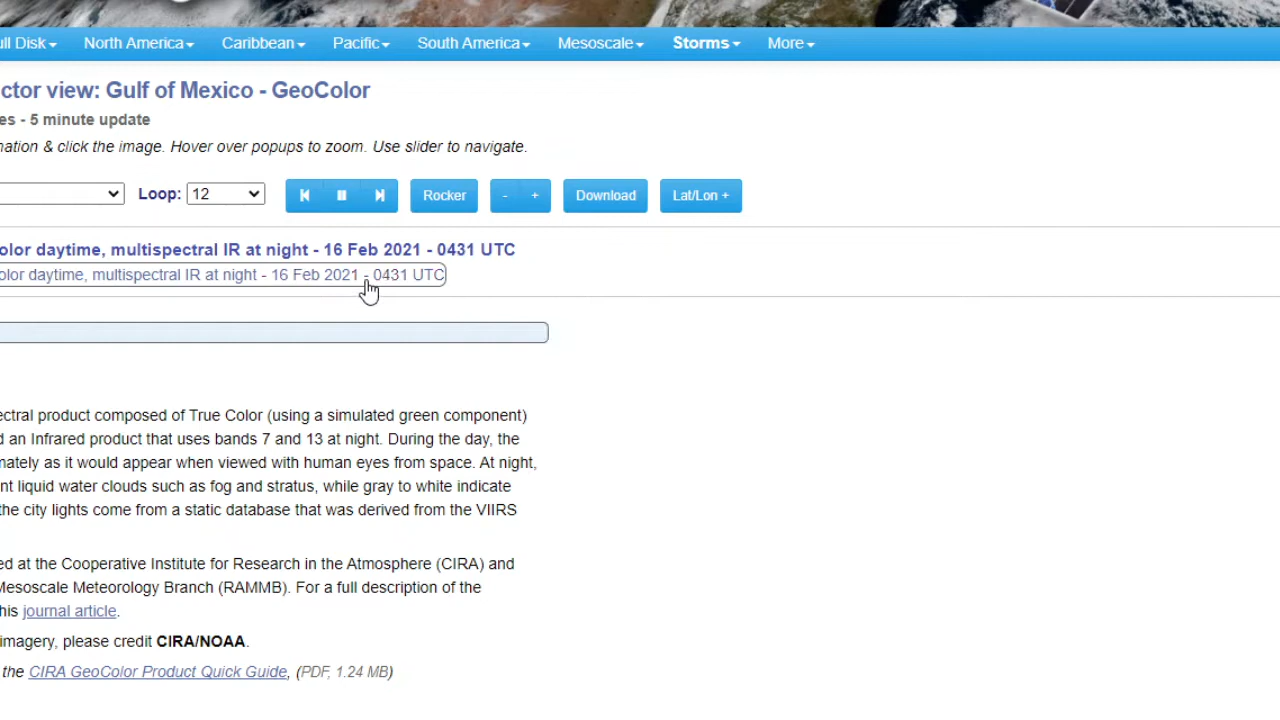 ull Disk North America Caribbean Pacific South America Mesoscale Storms More
ctor view: Gulf of Mexico - GeoColor
es - 5 minute update
nation & click the image. Hover over popups to zoom. Use slider to navigate.
Loop: 12 Rocker - + Download Lat/Lon +
olor daytime, multispectral IR at night - 16 Feb 2021 - 0431 UTC
olor daytime, multispectral IR at night - 16 Feb 2021 - 0431 UTC
ectral product composed of True Color (using a simulated green component)
d an Infrared product that uses bands 7 and 13 at night. During the day, the
nately as it would appear when viewed with human eyes from space. At night,
nt liquid water clouds such as fog and stratus, while gray to white indicate
the city lights come from a static database that was derived from the VIIRS
ed at the Cooperative Institute for Research in the Atmosphere (CIRA) and
Mesoscale Meteorology Branch (RAMMB). For a full description of the
his journal article.
imagery, please credit CIRA/NOAA.
the CIRA GeoColor Product Quick Guide, (PDF, 1.24 MB)